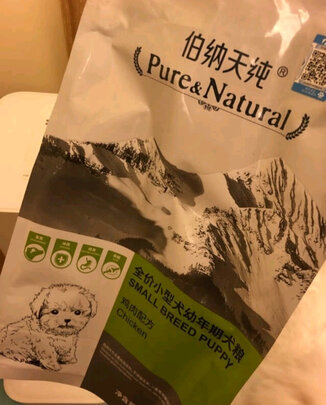 伯纳天纯®
Pure&Natural
全价小型犬幼年期犬粮
SMALL BREED PUPPY
鸡肉配方
Chicken